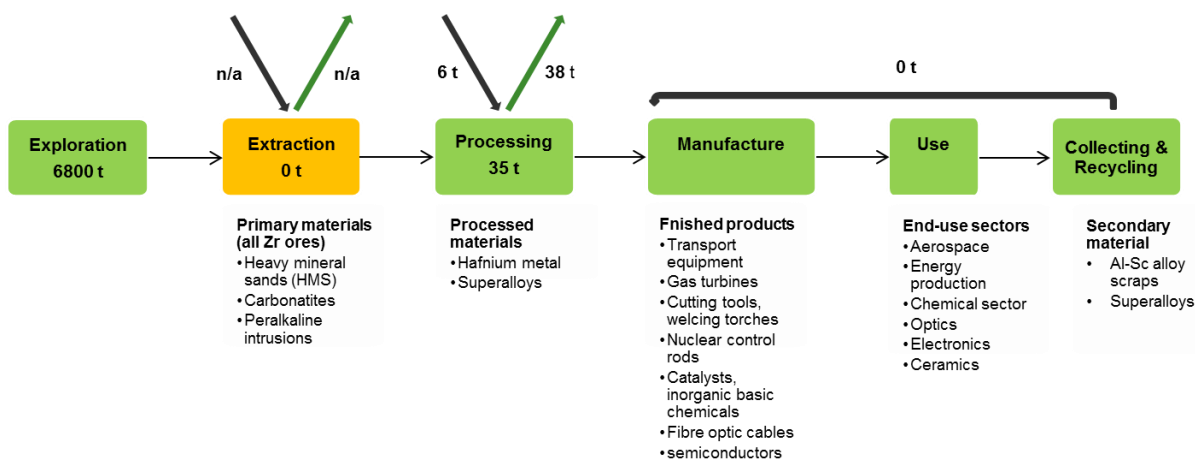 n/a
n/a
6 t
38 t
0 t
Exploration
6800 t
Extraction
0 t
Processing
35 t
Manufacture
Use
Collecting &
Recycling
Primary materials
(all Zr ores)
•Heavy mineral
sands (HMS)
•Carbonatites
•Peralkaline
intrusions
Processed
materials
•Hafnium metal
•Superalloys
Fnished products
•Transport
equipment
•Gas turbines
•Cutting tools,
welcing torches
•Nuclear control
rods
•Catalysts,
inorganic basic
chemicals
•Fibre optic cables
•semiconductors
End-use sectors
•Aerospace
•Energy
production
•Chemical sector
•Optics
•Electronics
•Ceramics
Secondary
material
• Al-Sc alloy
scraps
• Superalloys